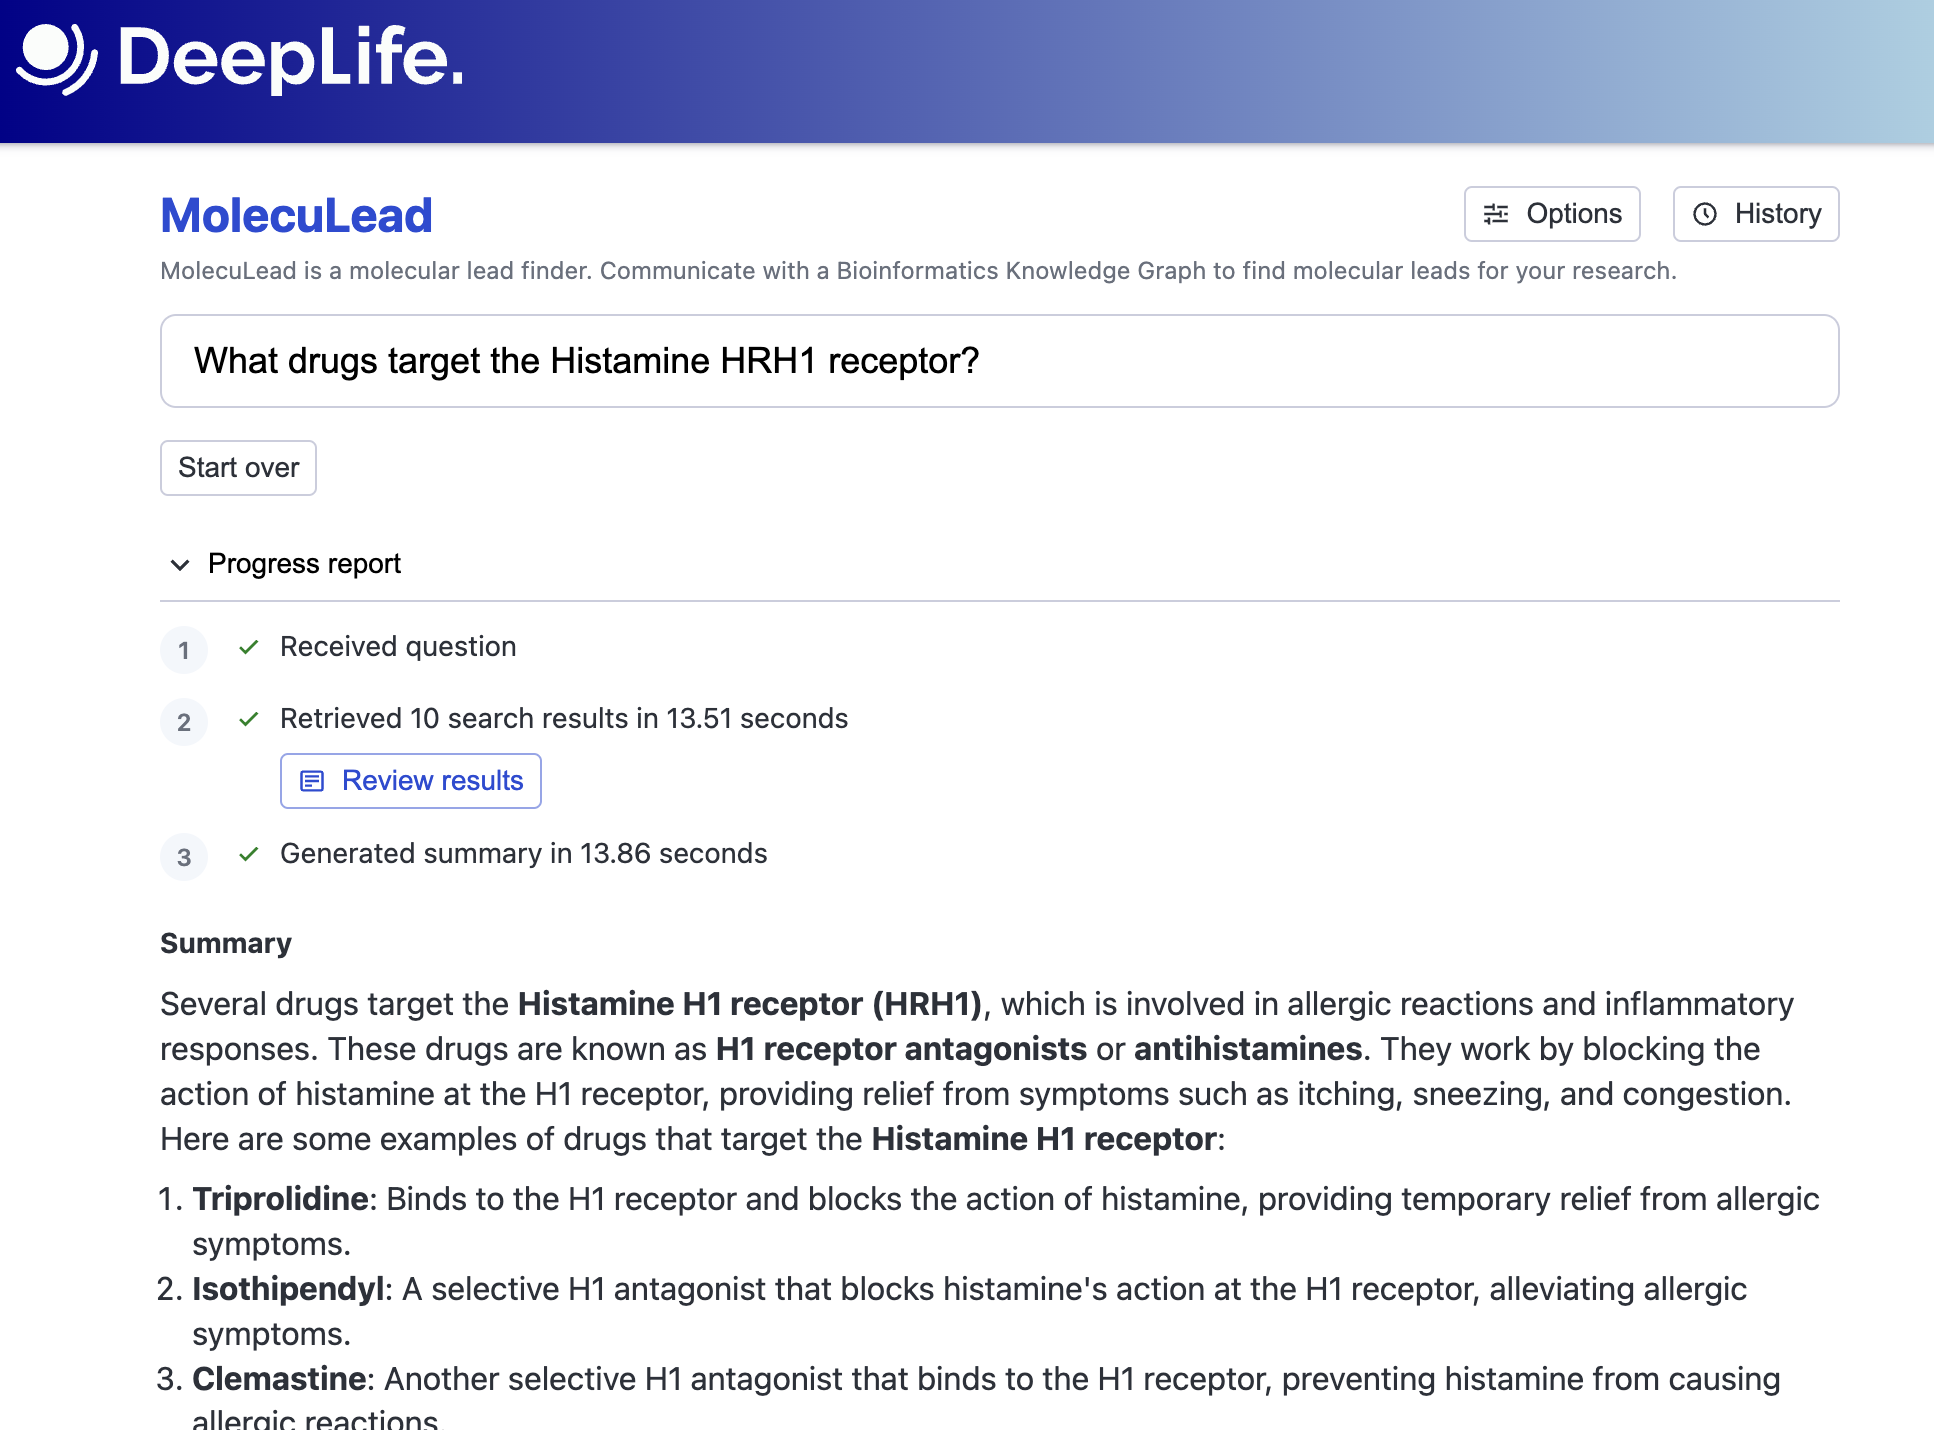 DeepLife.
MolecuLead
Options
History
MolecuLead is a molecular lead finder. Communicate with a Bioinformatics Knowledge Graph to find molecular leads for your research.
What drugs target the Histamine HRH1 receptor?
Start over
Progress report
1 Received question
2 Retrieved 10 search results in 13.51 seconds
Review results
3 Generated summary in 13.86 seconds
Summary
Several drugs target the Histamine H1 receptor (HRH1), which is involved in allergic reactions and inflammatory
responses. These drugs are known as H1 receptor antagonists or antihistamines. They work by blocking the
action of histamine at the H1 receptor, providing relief from symptoms such as itching, sneezing, and congestion.
Here are some examples of drugs that target the Histamine H1 receptor:
1. Triprolidine: Binds to the H1 receptor and blocks the action of histamine, providing temporary relief from allergic
symptoms.
2. Isothipendyl: A selective H1 antagonist that blocks histamine's action at the H1 receptor, alleviating allergic
symptoms.
3. Clemastine: Another selective H1 antagonist that binds to the H1 receptor, preventing histamine from causing
allergic reactions.